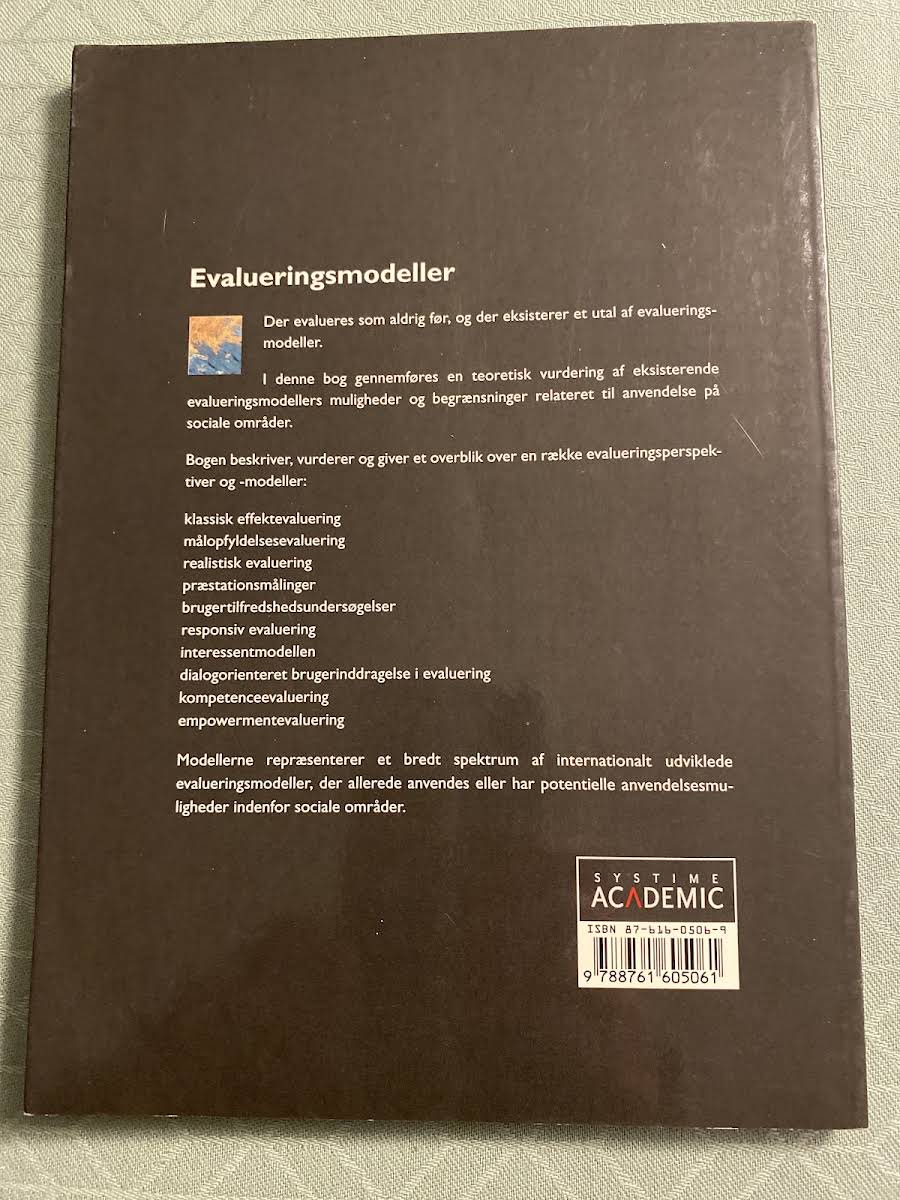 Evalueringsmodeller
Der evalueres som aldrig før, og der eksisterer et utal af evaluerings-
modeller.
I denne bog gennemføres en teoretisk vurdering af eksisterende
evalueringsmodellers muligheder og begrænsninger relateret til anvendelse på
sociale områder.
Bogen beskriver, vurderer og giver et overblik over en række evalueringsperspek-
tiver og -modeller:
klassisk effektevaluering
målopfyldelsesevaluering
realistisk evaluering
præstationsmålinger
brugertilfredshedsundersøgelser
responsiv evaluering
interessentmodellen
dialogorienteret brugerinddragelse i evaluering
kompetenceevaluering
empowermentevaluering
Modellerne repræsenterer et bredt spektrum af internationalt udviklede
evalueringsmodeller, der allerede anvendes eller har potentielle anvendelsesmu-
ligheder indenfor sociale områder.
SYSTIME
ACADEMIC
ISBN 87-616-0506-9
9 788761 605061